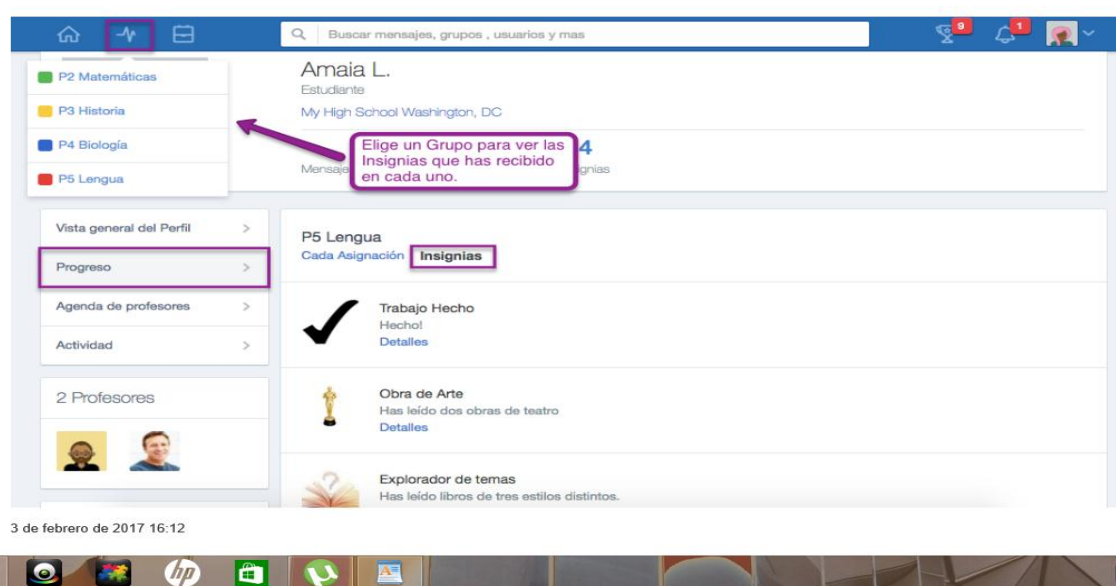 Buscar mensajes, grupos , usuarios y mas
9
1
P2 Matemáticas
P3 Historia
P4 Biología
P5 Lengua
Amaia L.
Estudiante
My High School Washington, DC
Elige un Grupo para ver las
Insignias que has recibido
en cada uno.
4
Vista general del Perfil
Progreso
Agenda de profesores
Actividad
2 Profesores
P5 Lengua
Cada Asignación Insignias
Trabajo Hecho
Hecho!
Detalles
Obra de Arte
Has leído dos obras de teatro
Detalles
Explorador de temas
Has leído libros de tres estilos distintos.
3 de febrero de 2017 16:12
hp